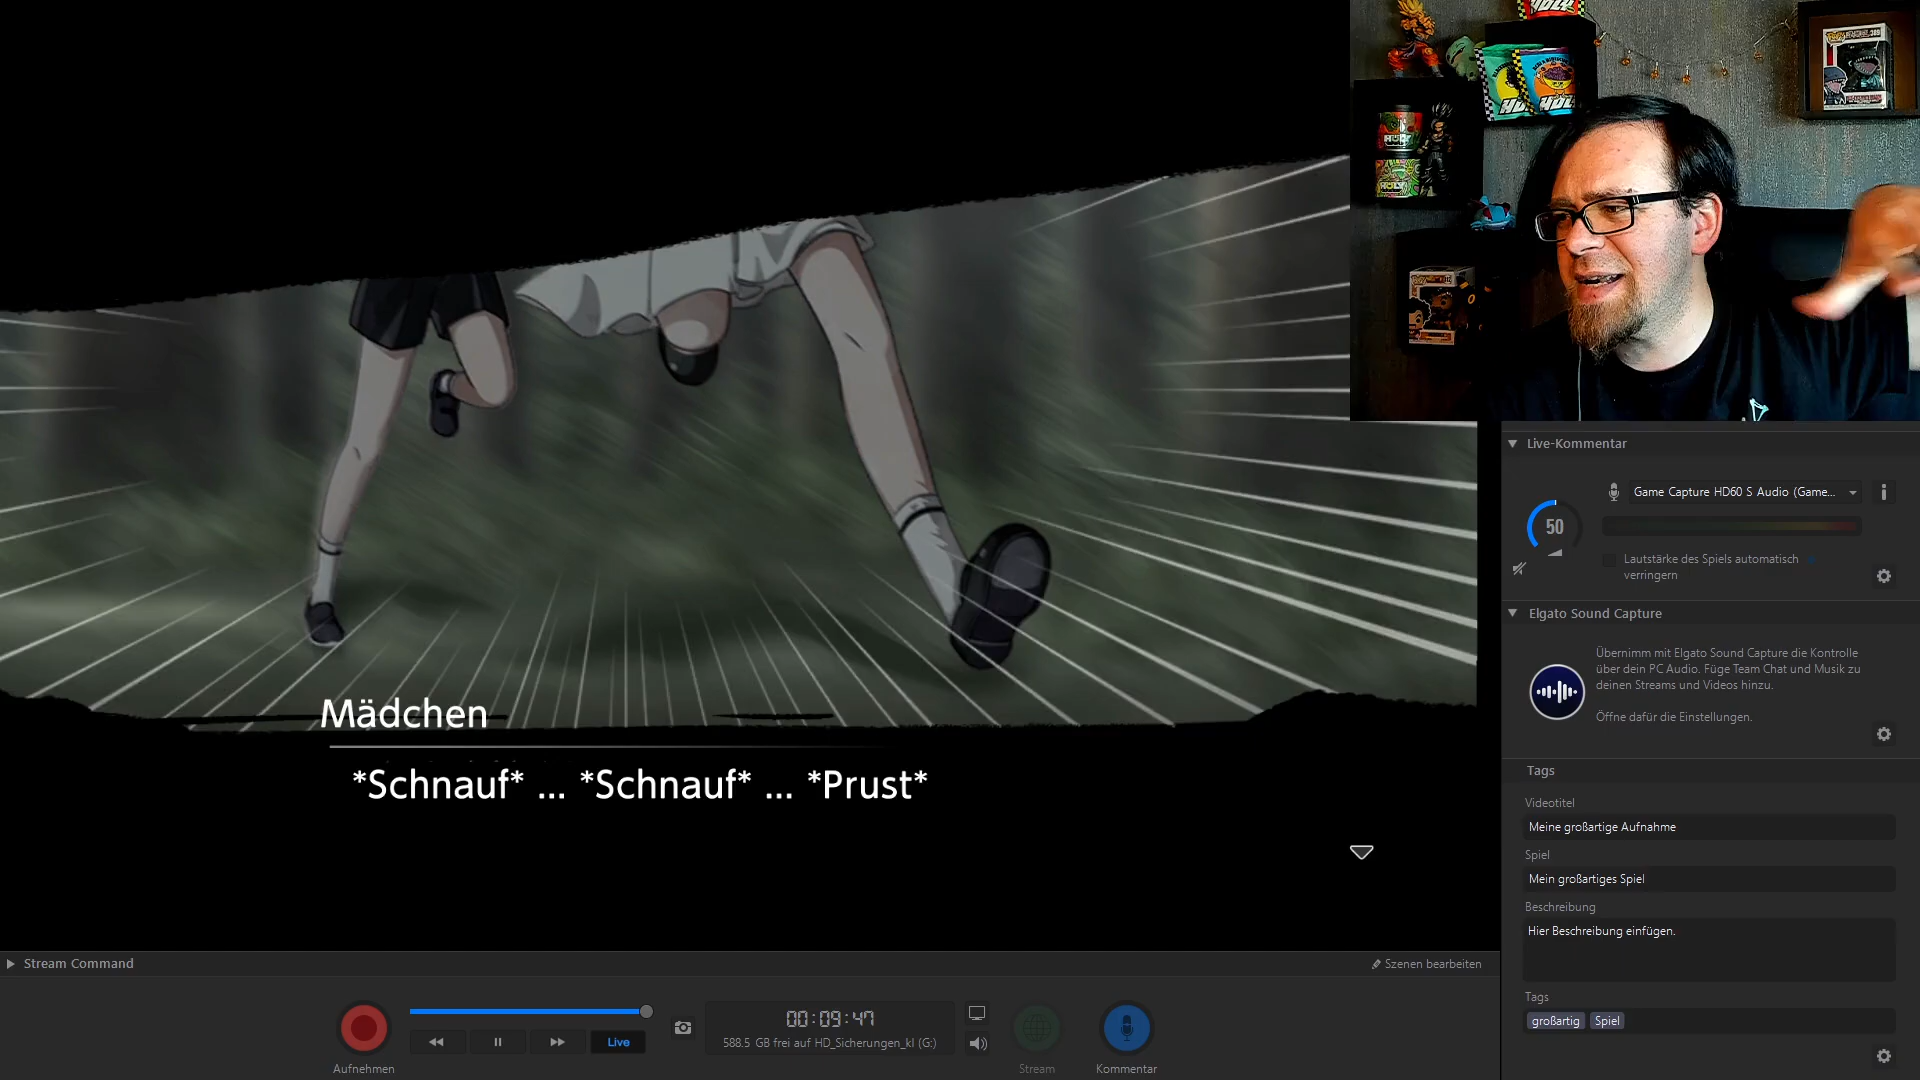 Mädchen
*Schnauf* ... *Schnauf* ... *Prust*
HOLY
HOLY
Live-Kommentar
Game Capture HD60 S Audio (Game...
50
Lautstärke des Spiels automatisch
verringern
Elgato Sound Capture
Übernimm mit Elgato Sound Capture die Kontrolle
über dein PC Audio. Füge Team Chat und Musik zu
deinen Streams und Videos hinzu.
Öffne dafür die Einstellungen.
Tags
Videotitel
Meine großartige Aufnahme
Spiel
Mein großartiges Spiel
Beschreibung
Hier Beschreibung einfügen.
Tags
großartig Spiel
Stream Command
Szenen bearbeiten
Live
00:09:47
588.5 GB frei auf HD_Sicherungen_kl (G:)
Aufnehmen
Stream
Kommentar